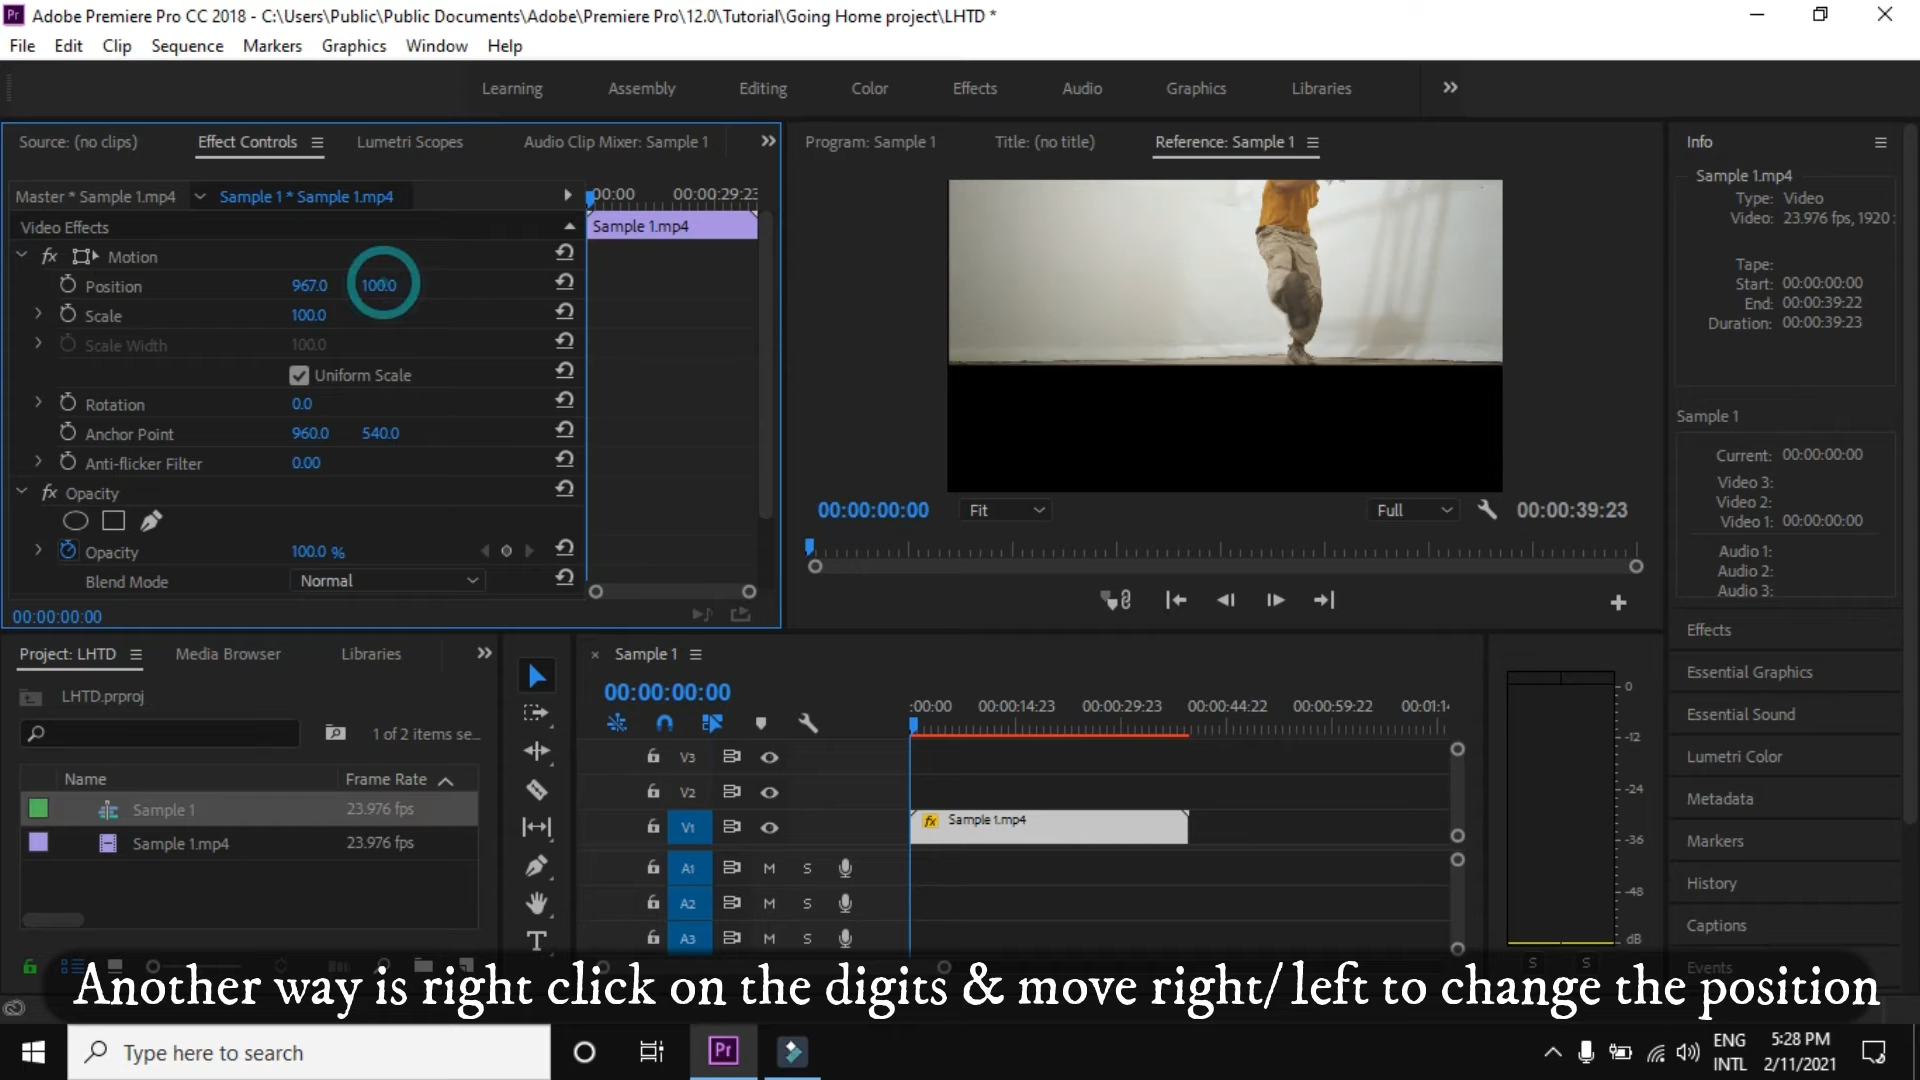 Adobe Premiere Pro CC 2018 - C:\Users\Public\Public Documents\Adobe\Premiere Pro\12.0\Tutorial\Going Home project\LHTD *
File Edit Clip Sequence Markers Graphics Window Help
Learning Assembly Editing Color Effects Audio Graphics Libraries
Source: (no clips) Effect Controls Lumetri Scopes Audio Clip Mixer: Sample 1
Program: Sample 1 Title: (no title) Reference: Sample 1
Info
Master * Sample 1.mp4 Sample 1 * Sample 1.mp4
:00:00 00:00:29:23
Video Effects
Sample 1.mp4
fx Motion
Position 967.0 100.0
Scale 100.0
Scale Width 100.0
Uniform Scale
Rotation 0.0
Anchor Point 960.0 540.0
Anti-flicker Filter 0.00
fx Opacity
Opacity 100.0 %
Blend Mode Normal
00:00:00:00
00:00:00:00 Fit Full 00:00:39:23
Sample 1.mp4
Type: Video
Video: 23.976 fps, 1920
Tape:
Start: 00:00:00:00
End: 00:00:39:22
Duration: 00:00:39:23
Sample 1
Current: 00:00:00:00
Video 3:
Video 2:
Video 1: 00:00:00:00
Audio 1:
Audio 2:
Audio 3:
Effects
Essential Graphics
Essential Sound
Lumetri Color
Metadata
Markers
History
Captions
Events
Project: LHTD Media Browser Libraries
LHTD.prproj
1 of 2 items se...
Name Frame Rate
Sample 1 23.976 fps
Sample 1.mp4 23.976 fps
T
× Sample 1
00:00:00:00
:00:00 00:00:14:23 00:00:29:23 00:00:44:22 00:00:59:22 00:01:14
V3
V2
V1
fx Sample 1.mp4
A1 M S
A2 M S
A3 M S
0
-12
-24
-36
-48
dB
S S
Another way is right click on the digits & move right/ left to change the position
Type here to search
Pr
ENG
INTL
5:28 PM
2/11/2021